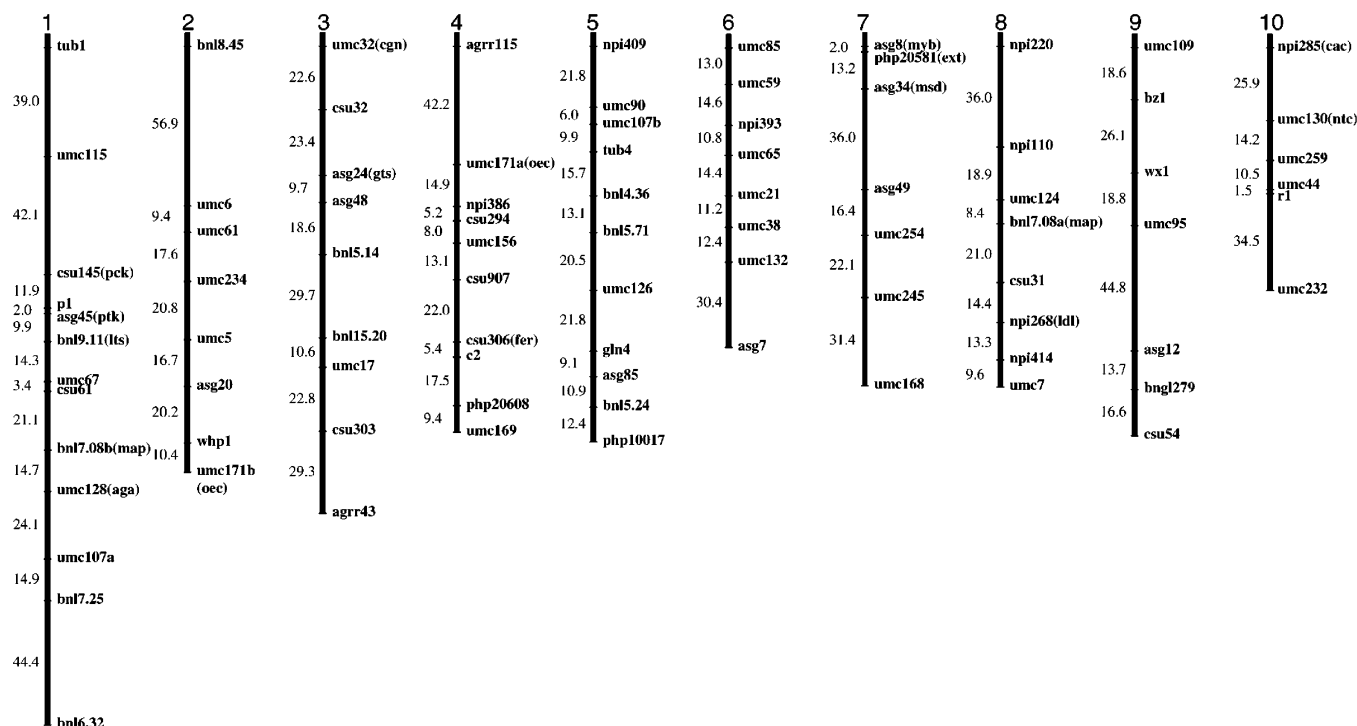 1
tub1
39.0
umc115
42.1
csu145(pck)
11.9
p1
2.0
asg45(ptk)
9.9
bnl9.11(lts)
14.3
umc67
3.4
csu61
21.1
bnl7.08b(map)
14.7
umc128(aga)
24.1
umc107a
14.9
bnl7.25
44.4
bnl6.32
2
bnl8.45
56.9
umc6
9.4
umc61
17.6
umc234
20.8
umc5
16.7
asg20
20.2
whp1
10.4
umc171b
(oec)
3
umc32(cgn)
22.6
csu32
23.4
asg24(gts)
9.7
asg48
18.6
bnl5.14
29.7
bnl15.20
10.6
umc17
22.8
csu303
29.3
agrr43
4
agrr115
42.2
umc171a(oec)
14.9
npi386
5.2
csu294
8.0
umc156
13.1
csu907
22.0
csu306(fer)
5.4
c2
17.5
php20608
9.4
umc169
5
npi409
21.8
umc90
6.0
umc107b
9.9
tub4
15.7
bnl4.36
13.1
bnl5.71
20.5
umc126
21.8
gln4
9.1
asg85
10.9
bnl5.24
12.4
php10017
6
umc85
13.0
umc59
14.6
npi393
10.8
umc65
14.4
umc21
11.2
umc38
12.4
umc132
30.4
asg7
7
asg8(myb)
2.0
php20581(ext)
13.2
asg34(msd)
36.0
asg49
16.4
umc254
22.1
umc245
31.4
umc168
8
npi220
36.0
npi110
18.9
umc124
8.4
bnl7.08a(map)
21.0
csu31
14.4
npi268(ldl)
13.3
npi414
9.6
umc7
9
umc109
18.6
bz1
26.1
wx1
18.8
umc95
44.8
asg12
13.7
bngl279
16.6
csu54
10
npi285(cac)
25.9
umc130(ntc)
14.2
umc259
10.5
umc44
1.5
r1
34.5
umc232